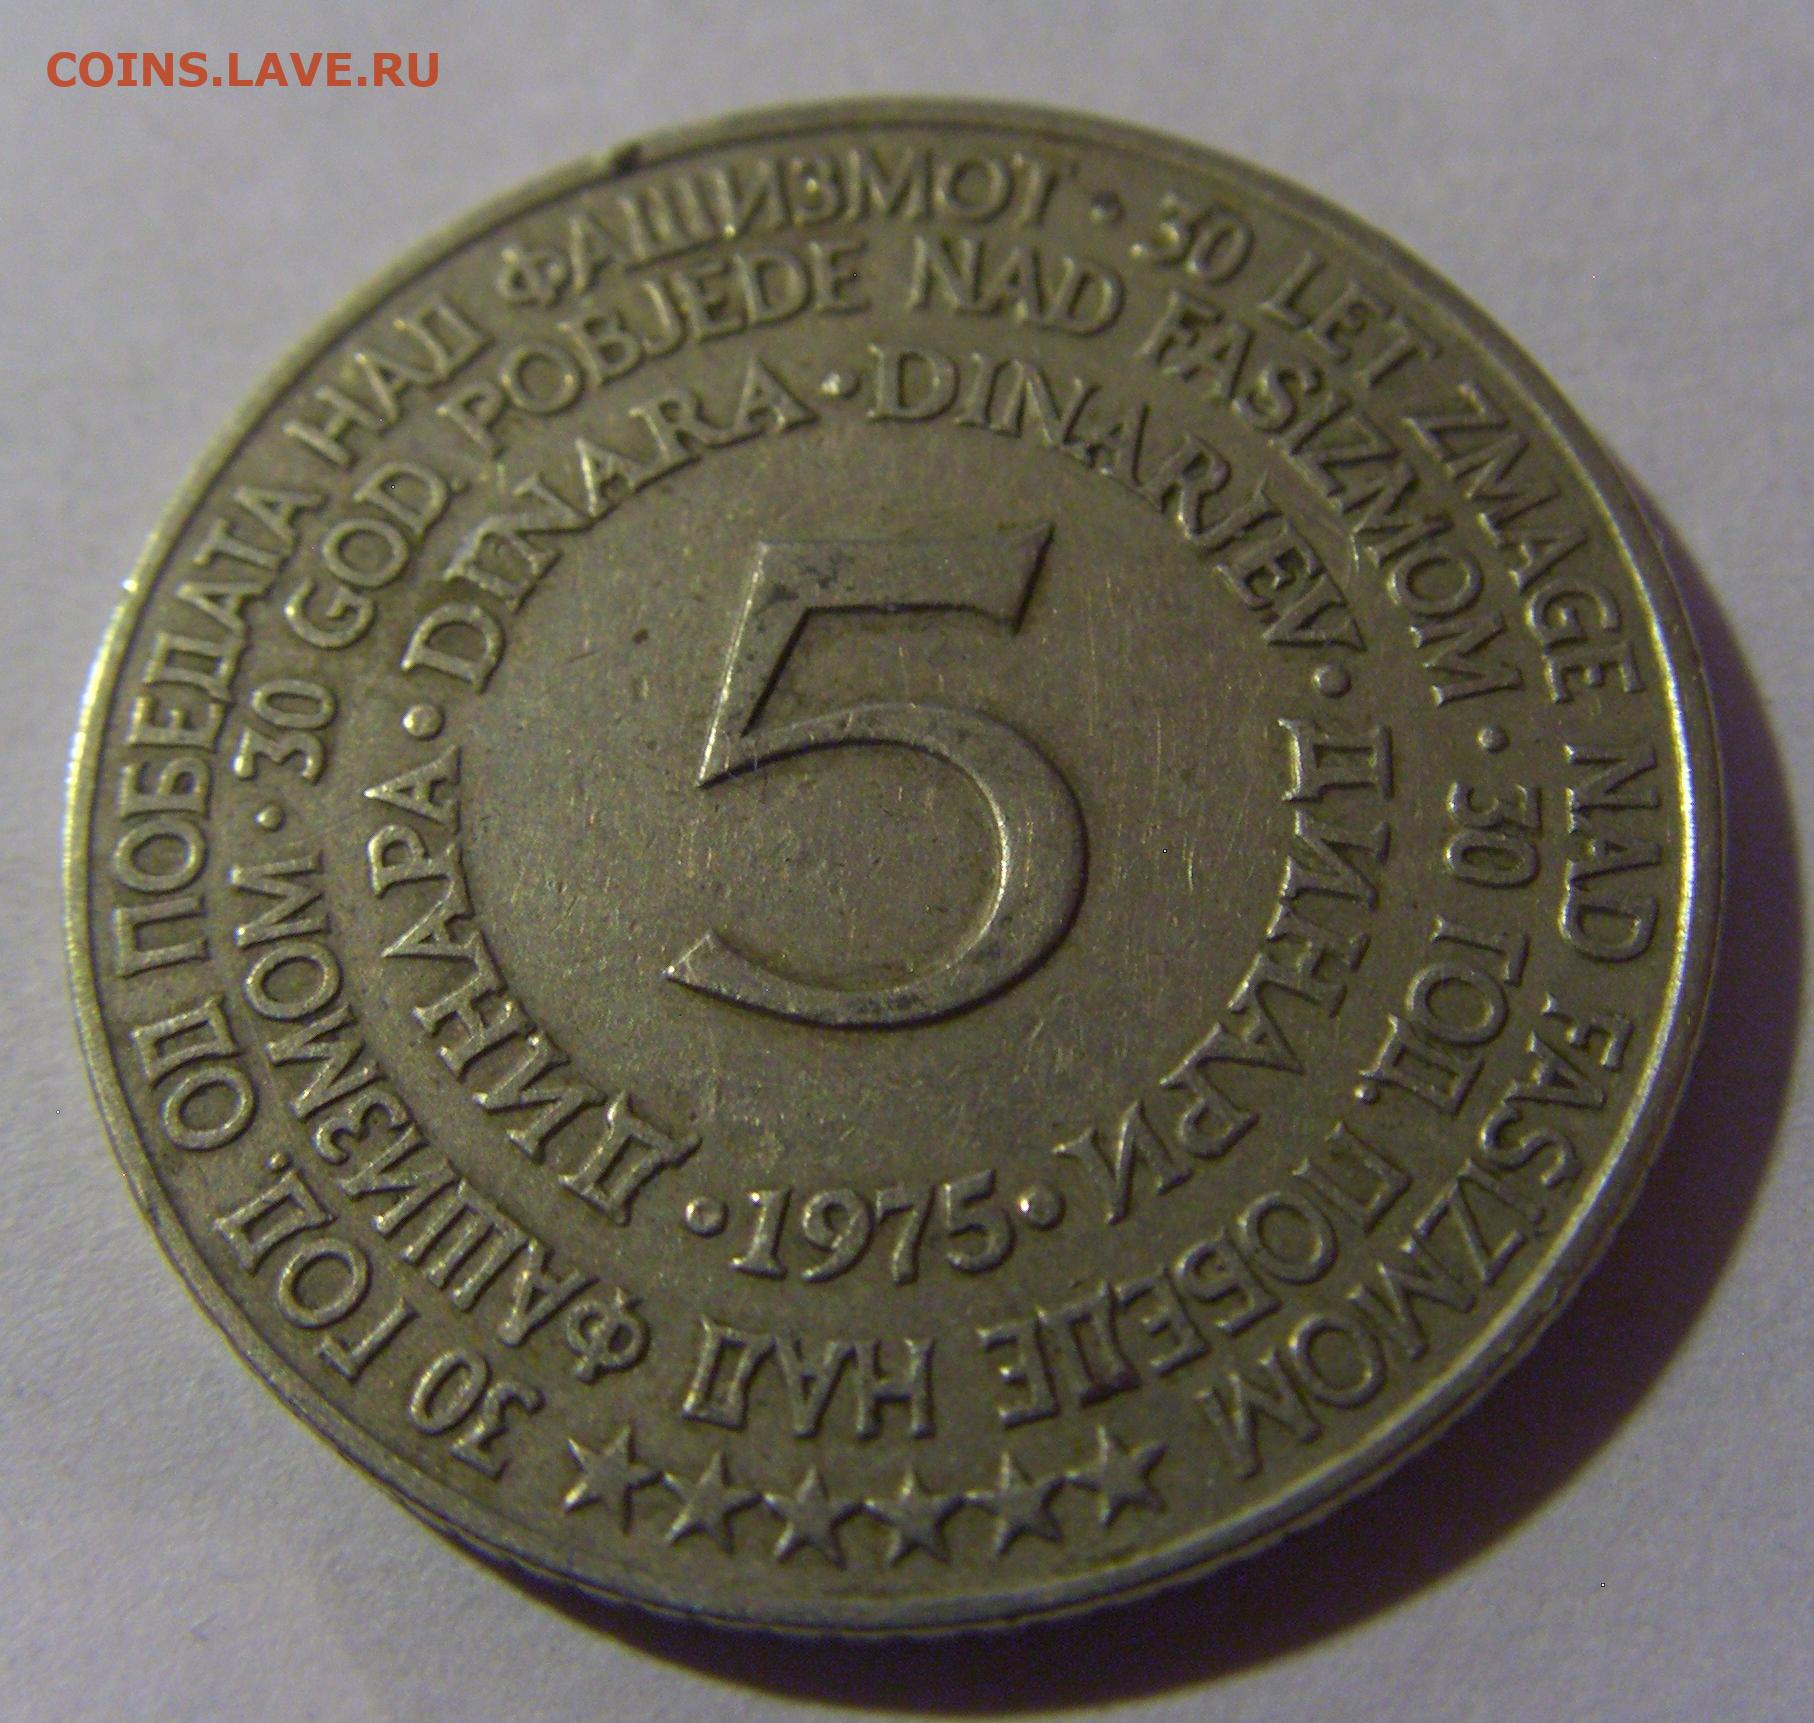 COINS.LAVE.RU
30 ГОД. ОД ПОБЕДАТА НАД ФАШИЗМОТ · 30 LET ZMAGE NAD FAŠIZMOM
30 GOD. POBJEDE NAD FAŠIZMOM · 30 ГОД. ПОБЕДЕ НАД ФАШИЗМОМ ·
ДИНАРА · DINARA · DINARJEV · ДИНАРИ · 1975 ·
5